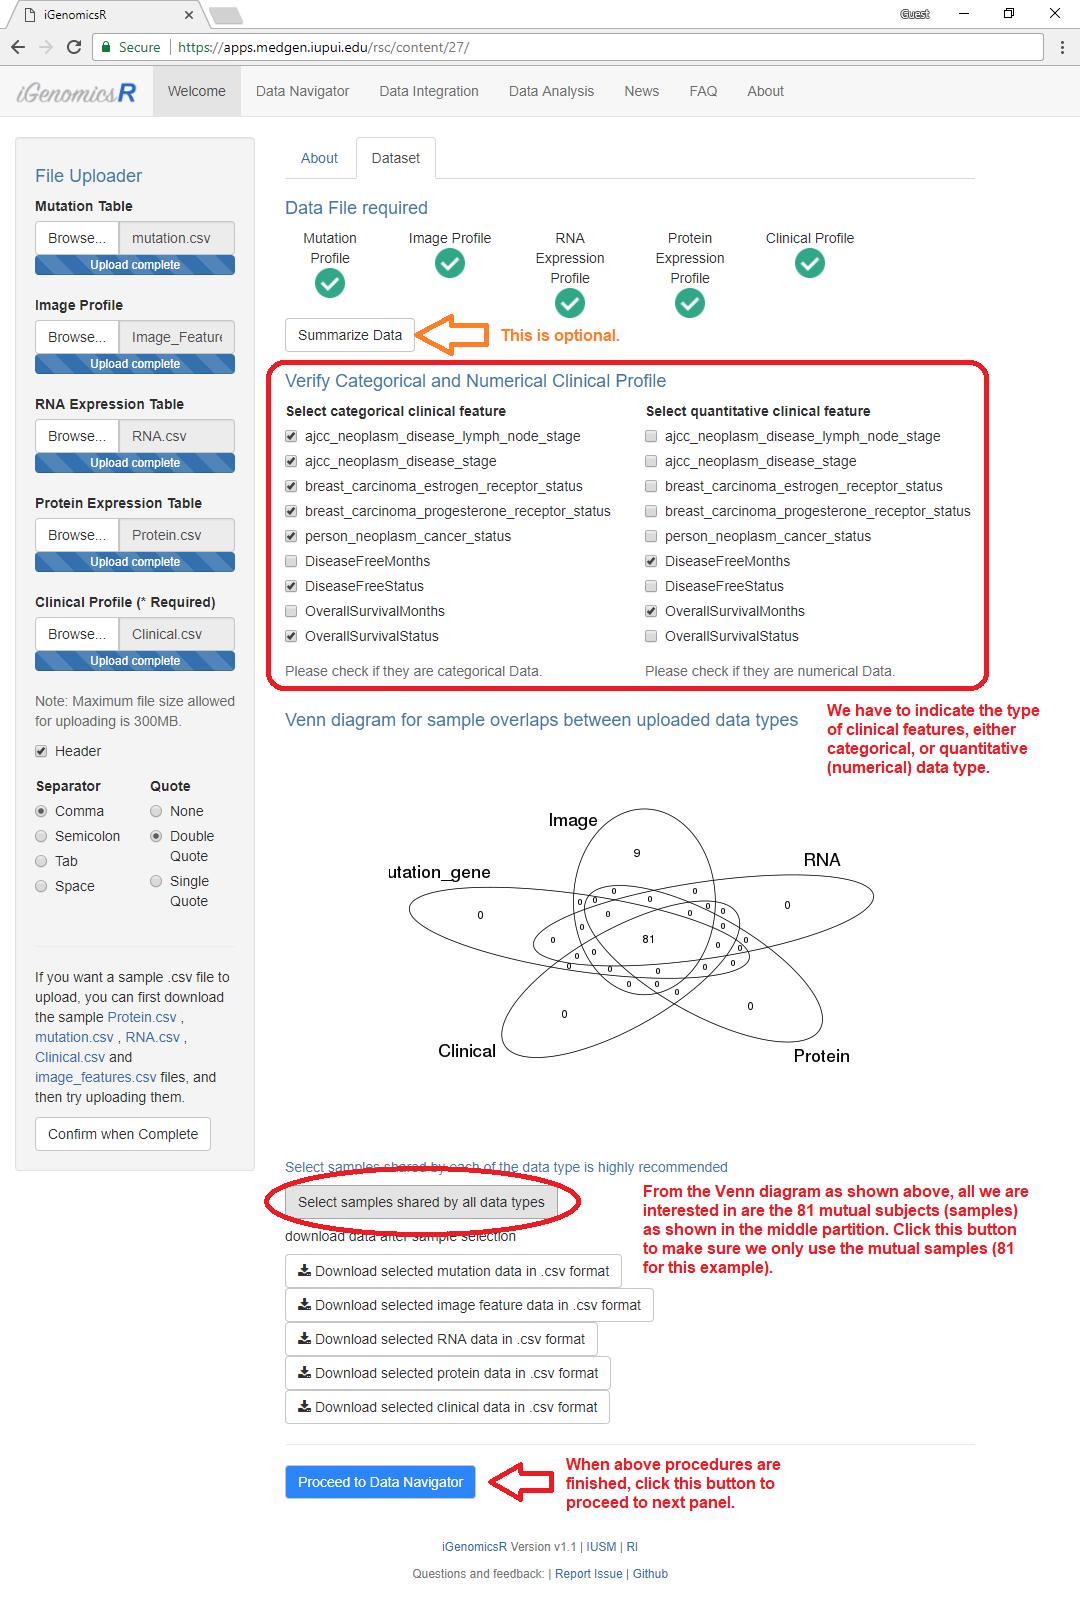 iGenomicsR
Guest
Secure https://apps.medgen.iupui.edu/rsc/content/27/
iGenomicsR Welcome Data Navigator Data Integration Data Analysis News FAQ About
File Uploader
Mutation Table
Browse... mutation.csv
Upload complete
Image Profile
Browse... Image_Feature
Upload complete
RNA Expression Table
Browse... RNA.csv
Upload complete
Protein Expression Table
Browse... Protein.csv
Upload complete
Clinical Profile (* Required)
Browse... Clinical.csv
Upload complete
Note: Maximum file size allowed
for uploading is 300MB.
Header
Separator Quote
Comma None
Semicolon Double
Quote
Tab
Space Single
Quote
If you want a sample .csv file to
upload, you can first download
the sample Protein.csv ,
mutation.csv , RNA.csv ,
Clinical.csv and
image_features.csv files, and
then try uploading them.
Confirm when Complete
About Dataset
Data File required
Mutation
Profile
Image Profile
RNA
Expression
Profile
Protein
Expression
Profile
Clinical Profile
Summarize Data
This is optional.
Verify Categorical and Numerical Clinical Profile
Select categorical clinical feature
ajcc_neoplasm_disease_lymph_node_stage
ajcc_neoplasm_disease_stage
breast_carcinoma_estrogen_receptor_status
breast_carcinoma_progesterone_receptor_status
person_neoplasm_cancer_status
DiseaseFreeMonths
DiseaseFreeStatus
OverallSurvivalMonths
OverallSurvivalStatus
Please check if they are categorical Data.
Select quantitative clinical feature
ajcc_neoplasm_disease_lymph_node_stage
ajcc_neoplasm_disease_stage
breast_carcinoma_estrogen_receptor_status
breast_carcinoma_progesterone_receptor_status
person_neoplasm_cancer_status
DiseaseFreeMonths
DiseaseFreeStatus
OverallSurvivalMonths
OverallSurvivalStatus
Please check if they are numerical Data.
Venn diagram for sample overlaps between uploaded data types
We have to indicate the type
of clinical features, either
categorical, or quantitative
(numerical) data type.
Image
9
RNA
utation_gene
0 0 0 0
0 0 0 0 0 0 0
0 0
0 0 81 0 0
0 0 0
0 0 0 0 0
0 0 0
0 0
Clinical
Protein
Select samples shared by each of the data type is highly recommended
Select samples shared by all data types
download data after sample selection
From the Venn diagram as shown above, all we are
interested in are the 81 mutual subjects (samples)
as shown in the middle partition. Click this button
to make sure we only use the mutual samples (81
for this example).
Download selected mutation data in .csv format
Download selected image feature data in .csv format
Download selected RNA data in .csv format
Download selected protein data in .csv format
Download selected clinical data in .csv format
Proceed to Data Navigator
When above procedures are
finished, click this button to
proceed to next panel.
iGenomicsR Version v1.1 | IUSM | RI
Questions and feedback: | Report Issue | Github